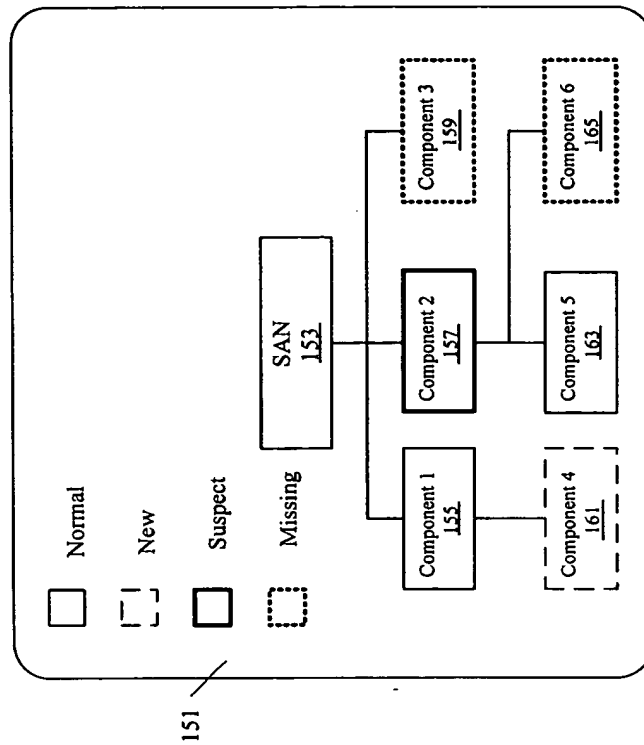 Normal
New
Suspect
Missing
151
SAN
153
Component 1
155
Component 2
157
Component 3
159
Component 4
161
Component 5
163
Component 6
165